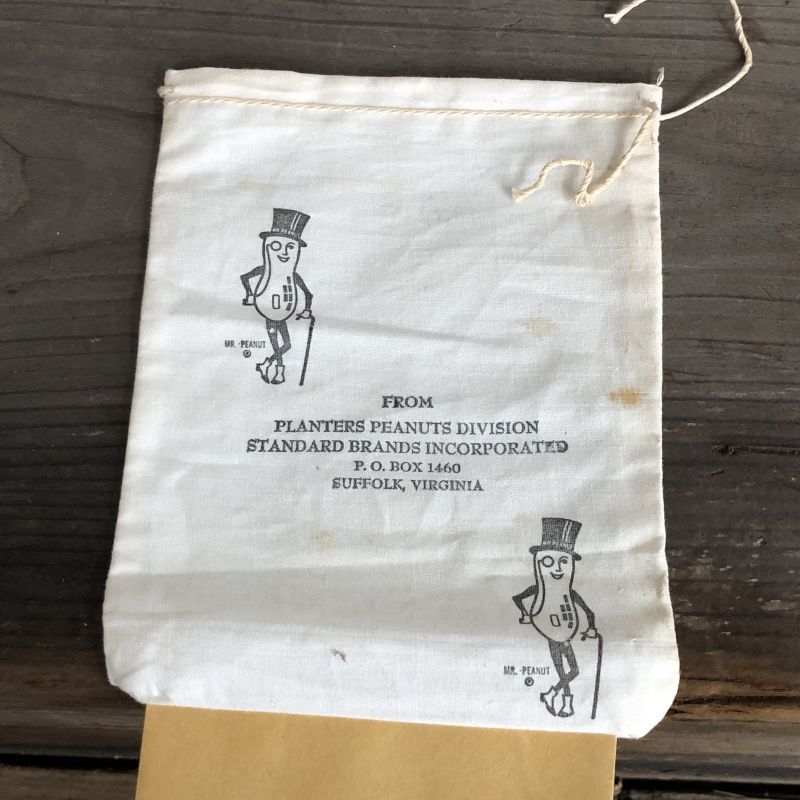 MR. PEANUT
®
FROM
PLANTERS PEANUTS DIVISION
STANDARD BRANDS INCORPORATED
P. O. BOX 1460
SUFFOLK, VIRGINIA
MR. PEANUT
®